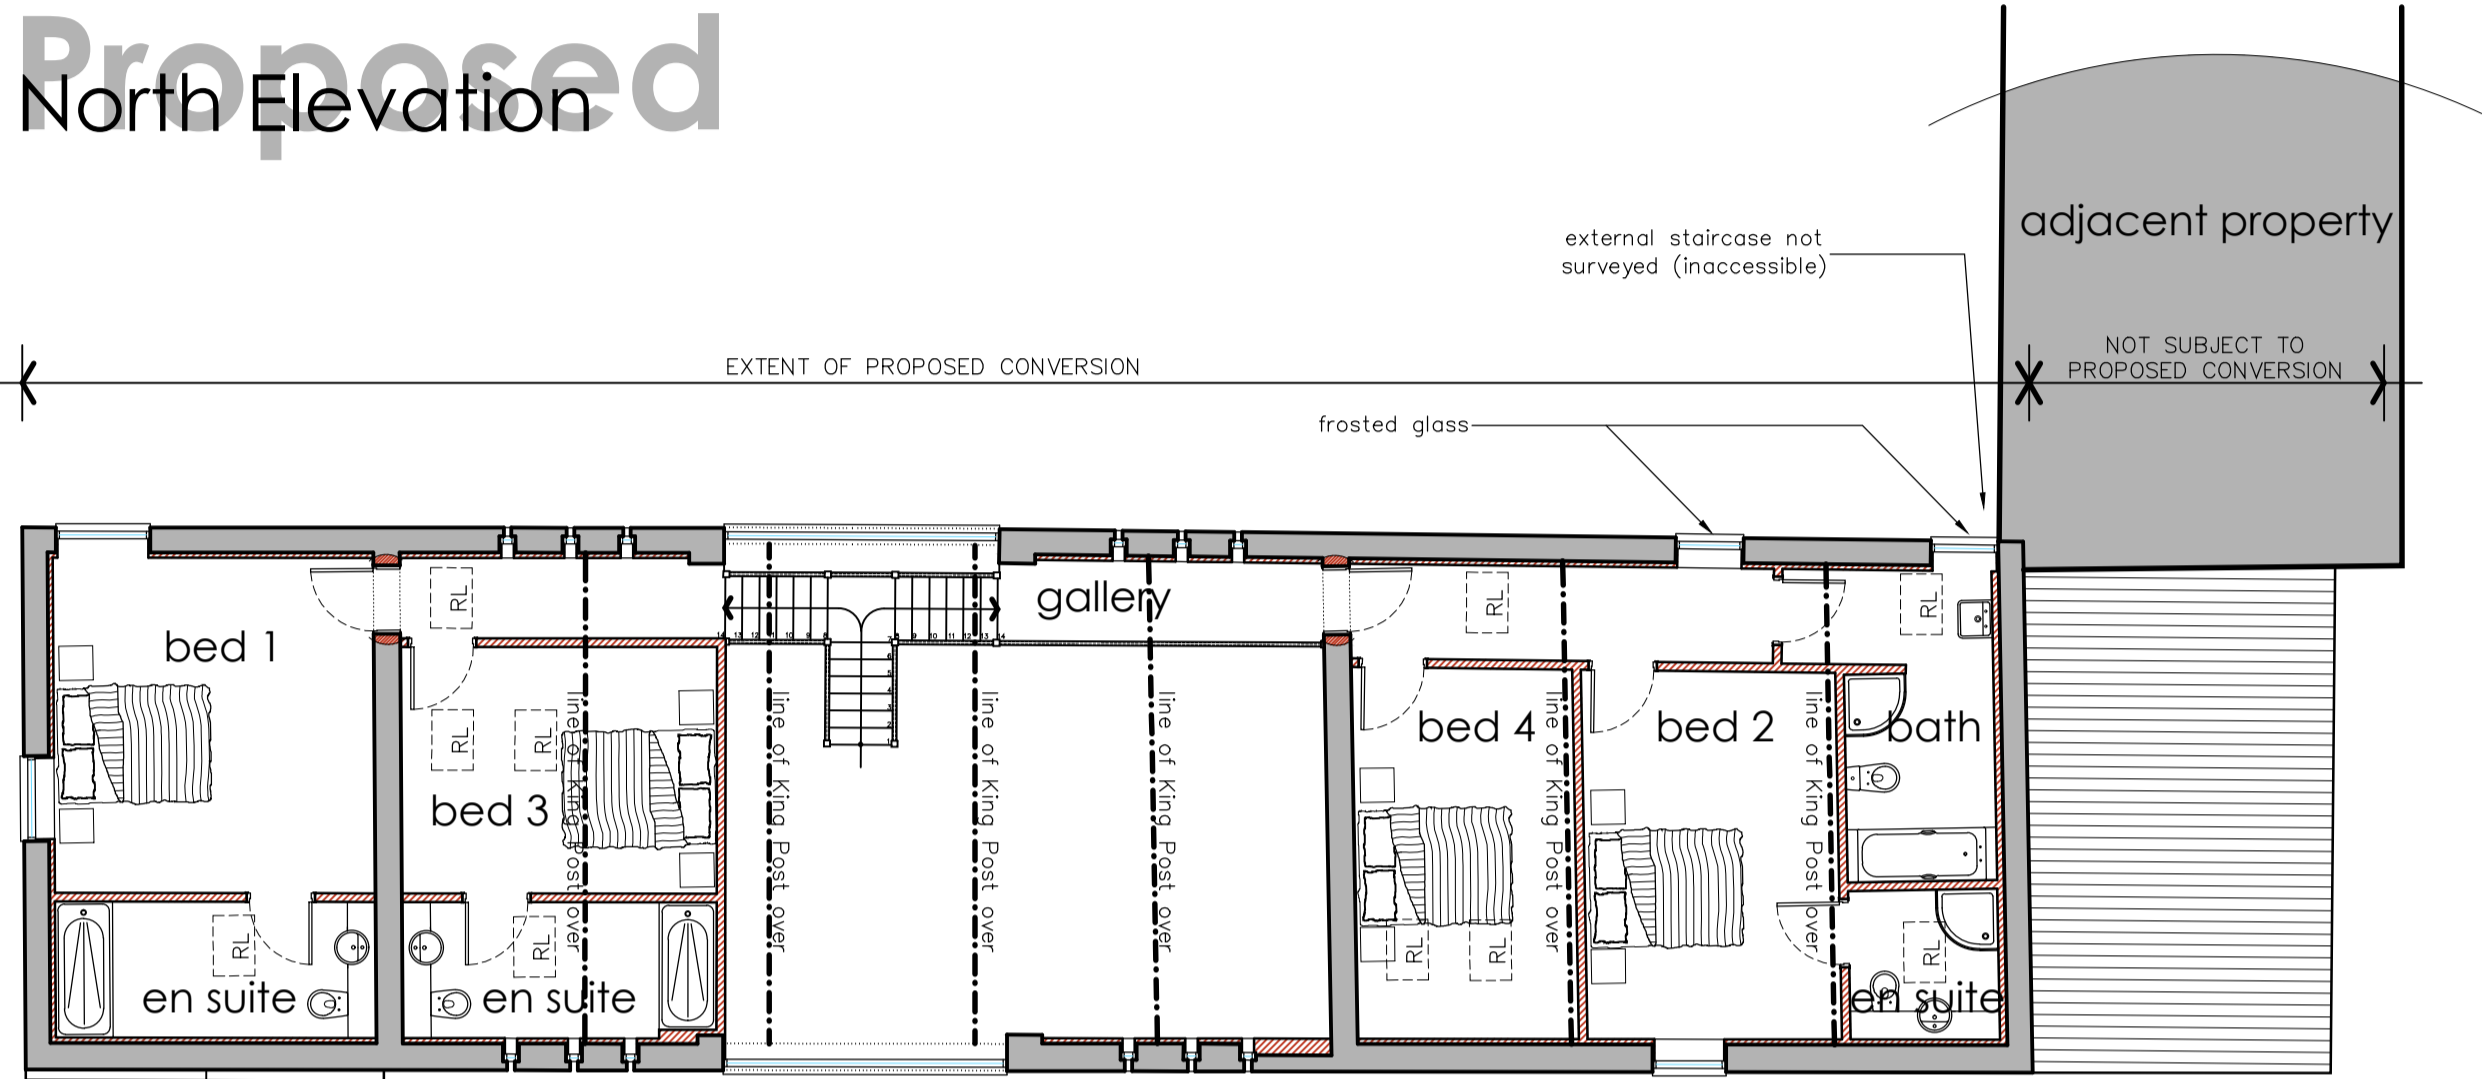 Proposed
North Elevation
adjacent property
external staircase not
surveyed (inaccessible)
EXTENT OF PROPOSED CONVERSION
NOT SUBJECT TO
PROPOSED CONVERSION
frosted glass
RL
gallery
RL
RL
bed 1
line of King Post over
line of King Post over
line of King Post over
line of King Post over
line of King Post over
line of King Post over
bed 4
bed 2
bath
RL
RL
bed 3
RL
RL
RL
RL
RL
en suite
en suite
en suite